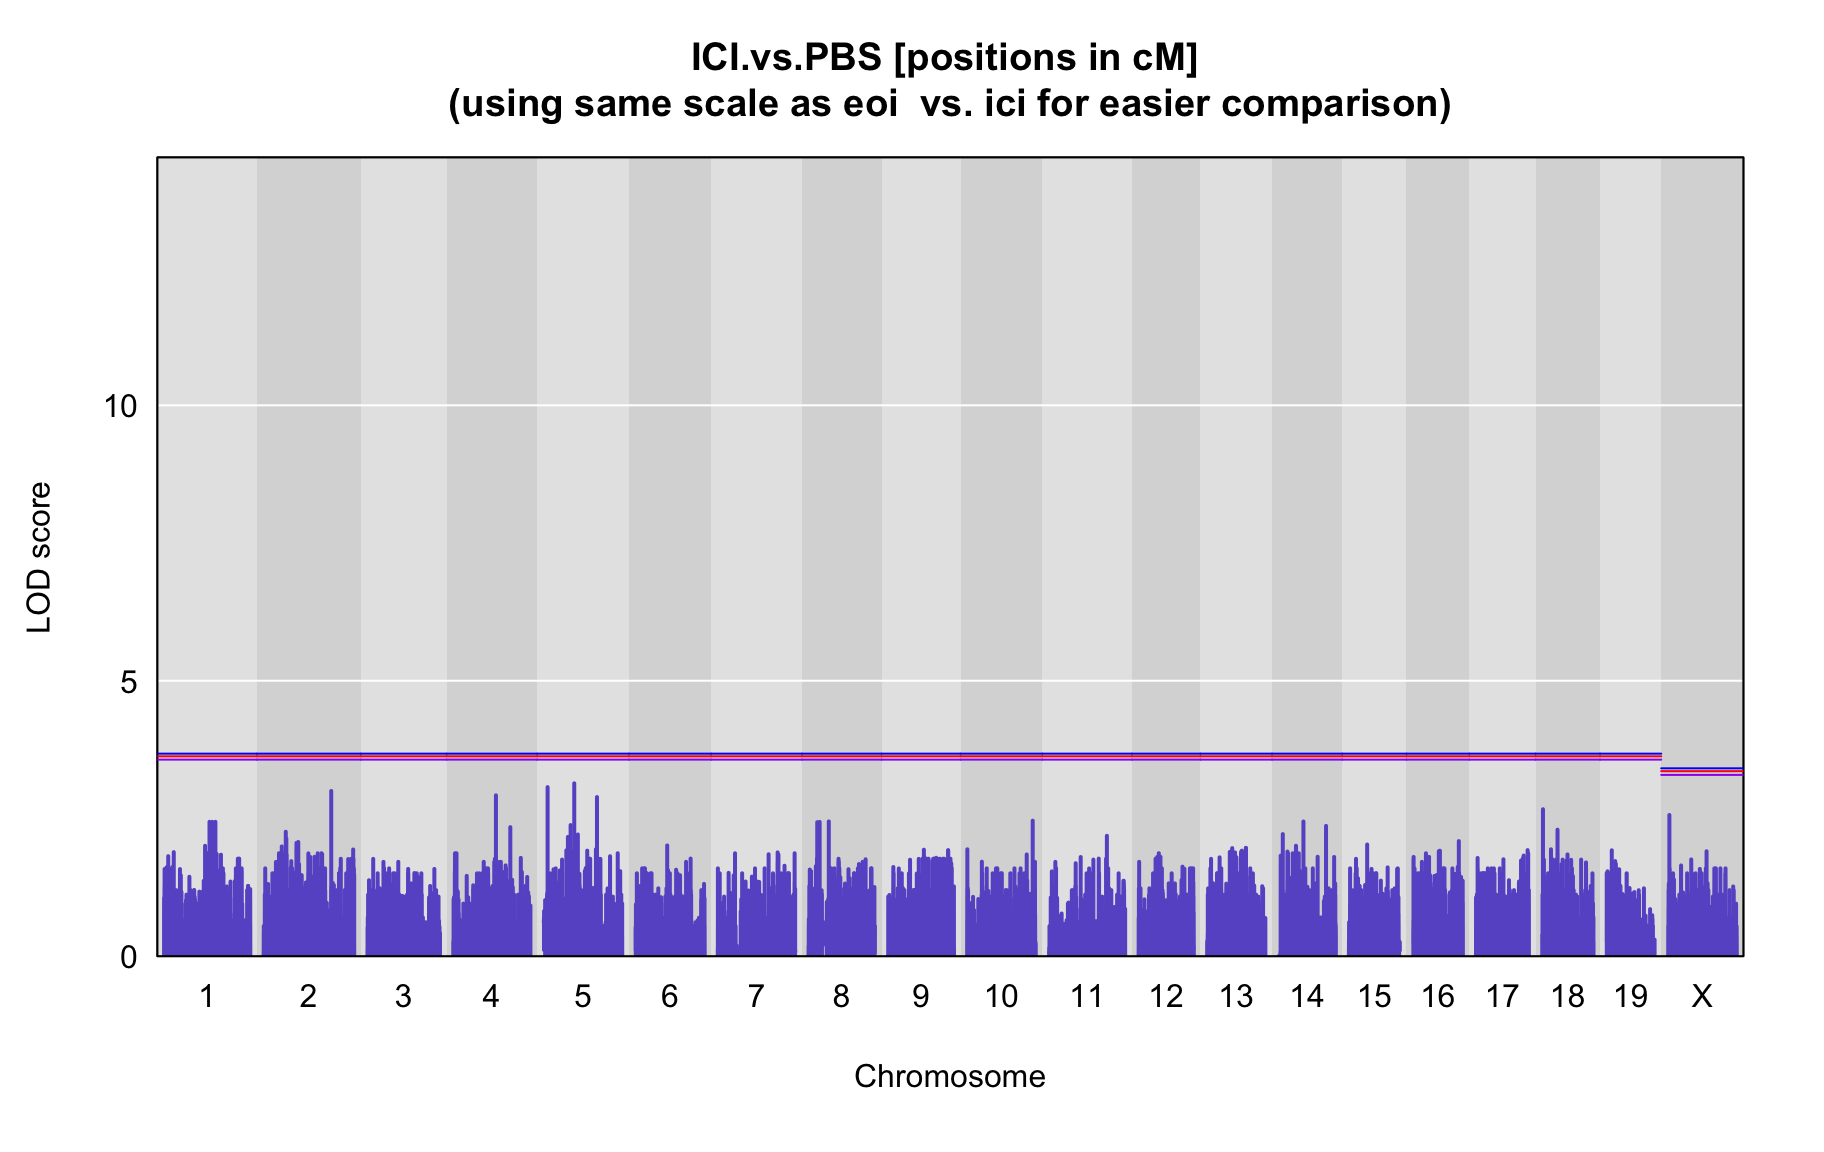 ICI.vs.PBS [positions in cM]
(using same scale as eoi  vs. ici for easier comparison)
10
5
0
LOD score
1 2 3 4 5 6 7 8 9 10 11 12 13 14 15 16 17 18 19 X
Chromosome